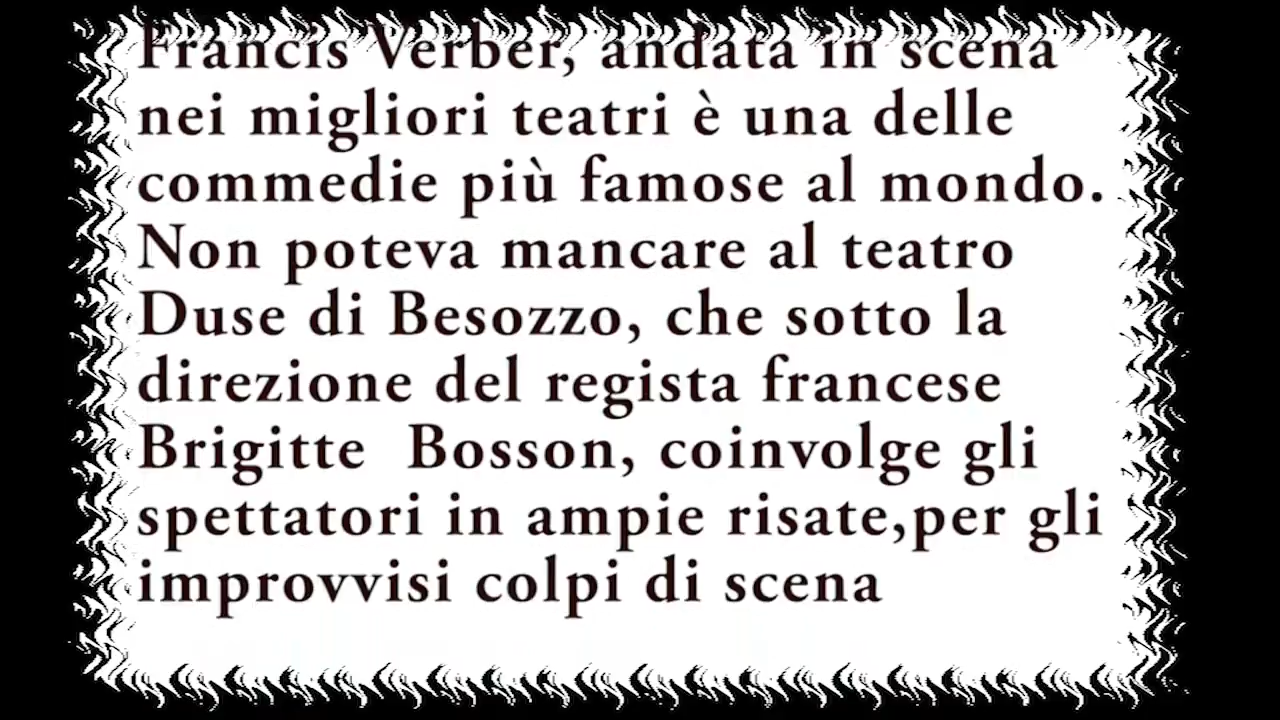 Francis Verber, andata in scena
nei migliori teatri è una delle
commedie più famose al mondo.
Non poteva mancare al teatro
Duse di Besozzo, che sotto la
direzione del regista francese
Brigitte  Bosson, coinvolge gli
spettatori in ampie risate,per gli
improvvisi colpi di scena